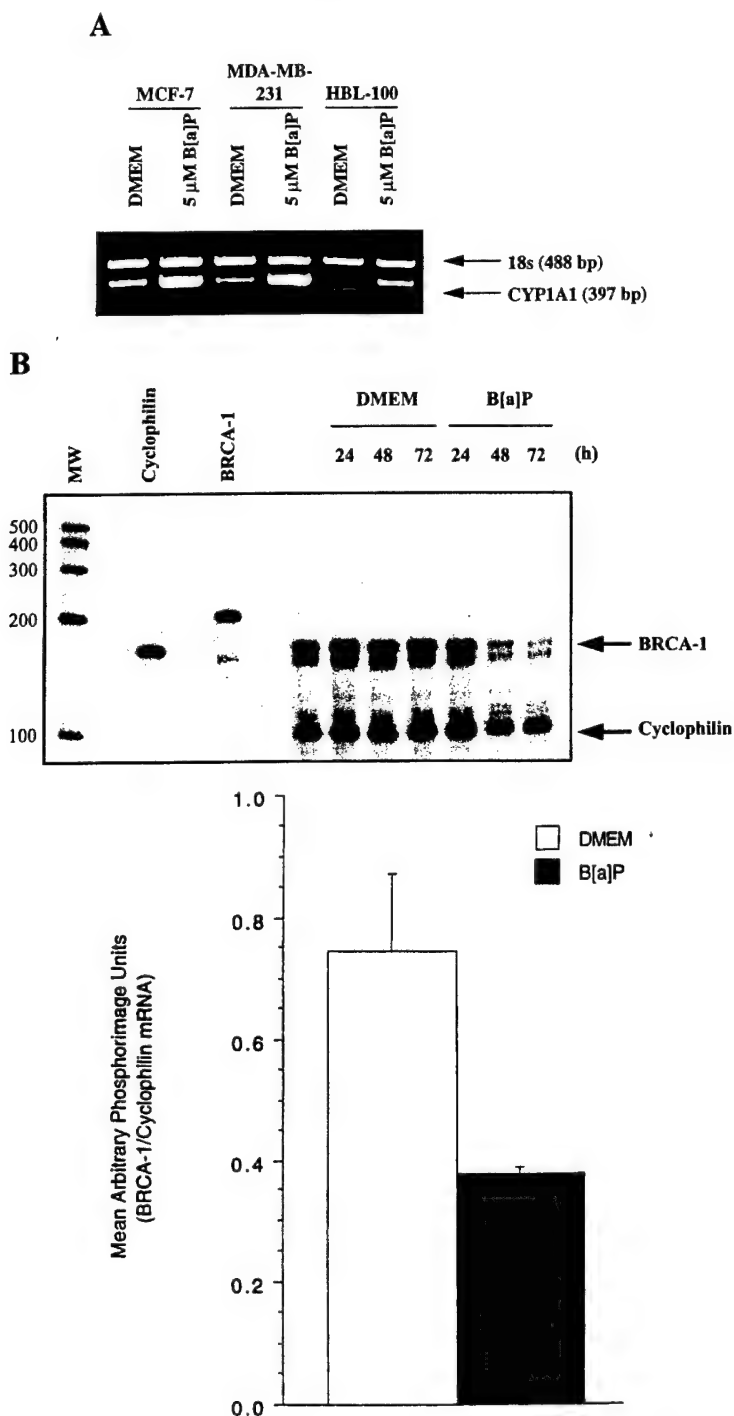 A
MCF-7
MDA-MB-
231
HBL-100
DMEM
5 µM B[a]P
DMEM
5 µM B[a]P
DMEM
5 µM B[a]P
18s (488 bp)
CYP1A1 (397 bp)
B
MW
Cyclophilin
BRCA-1
DMEM
B[a]P
24 48 72 24 48 72 (h)
500
400
300
200
100
BRCA-1
Cyclophilin
Mean Arbitrary Phosphorimage Units
(BRCA-1/Cyclophilin mRNA)
1.0
0.8
0.6
0.4
0.2
0.0
DMEM
B[a]P